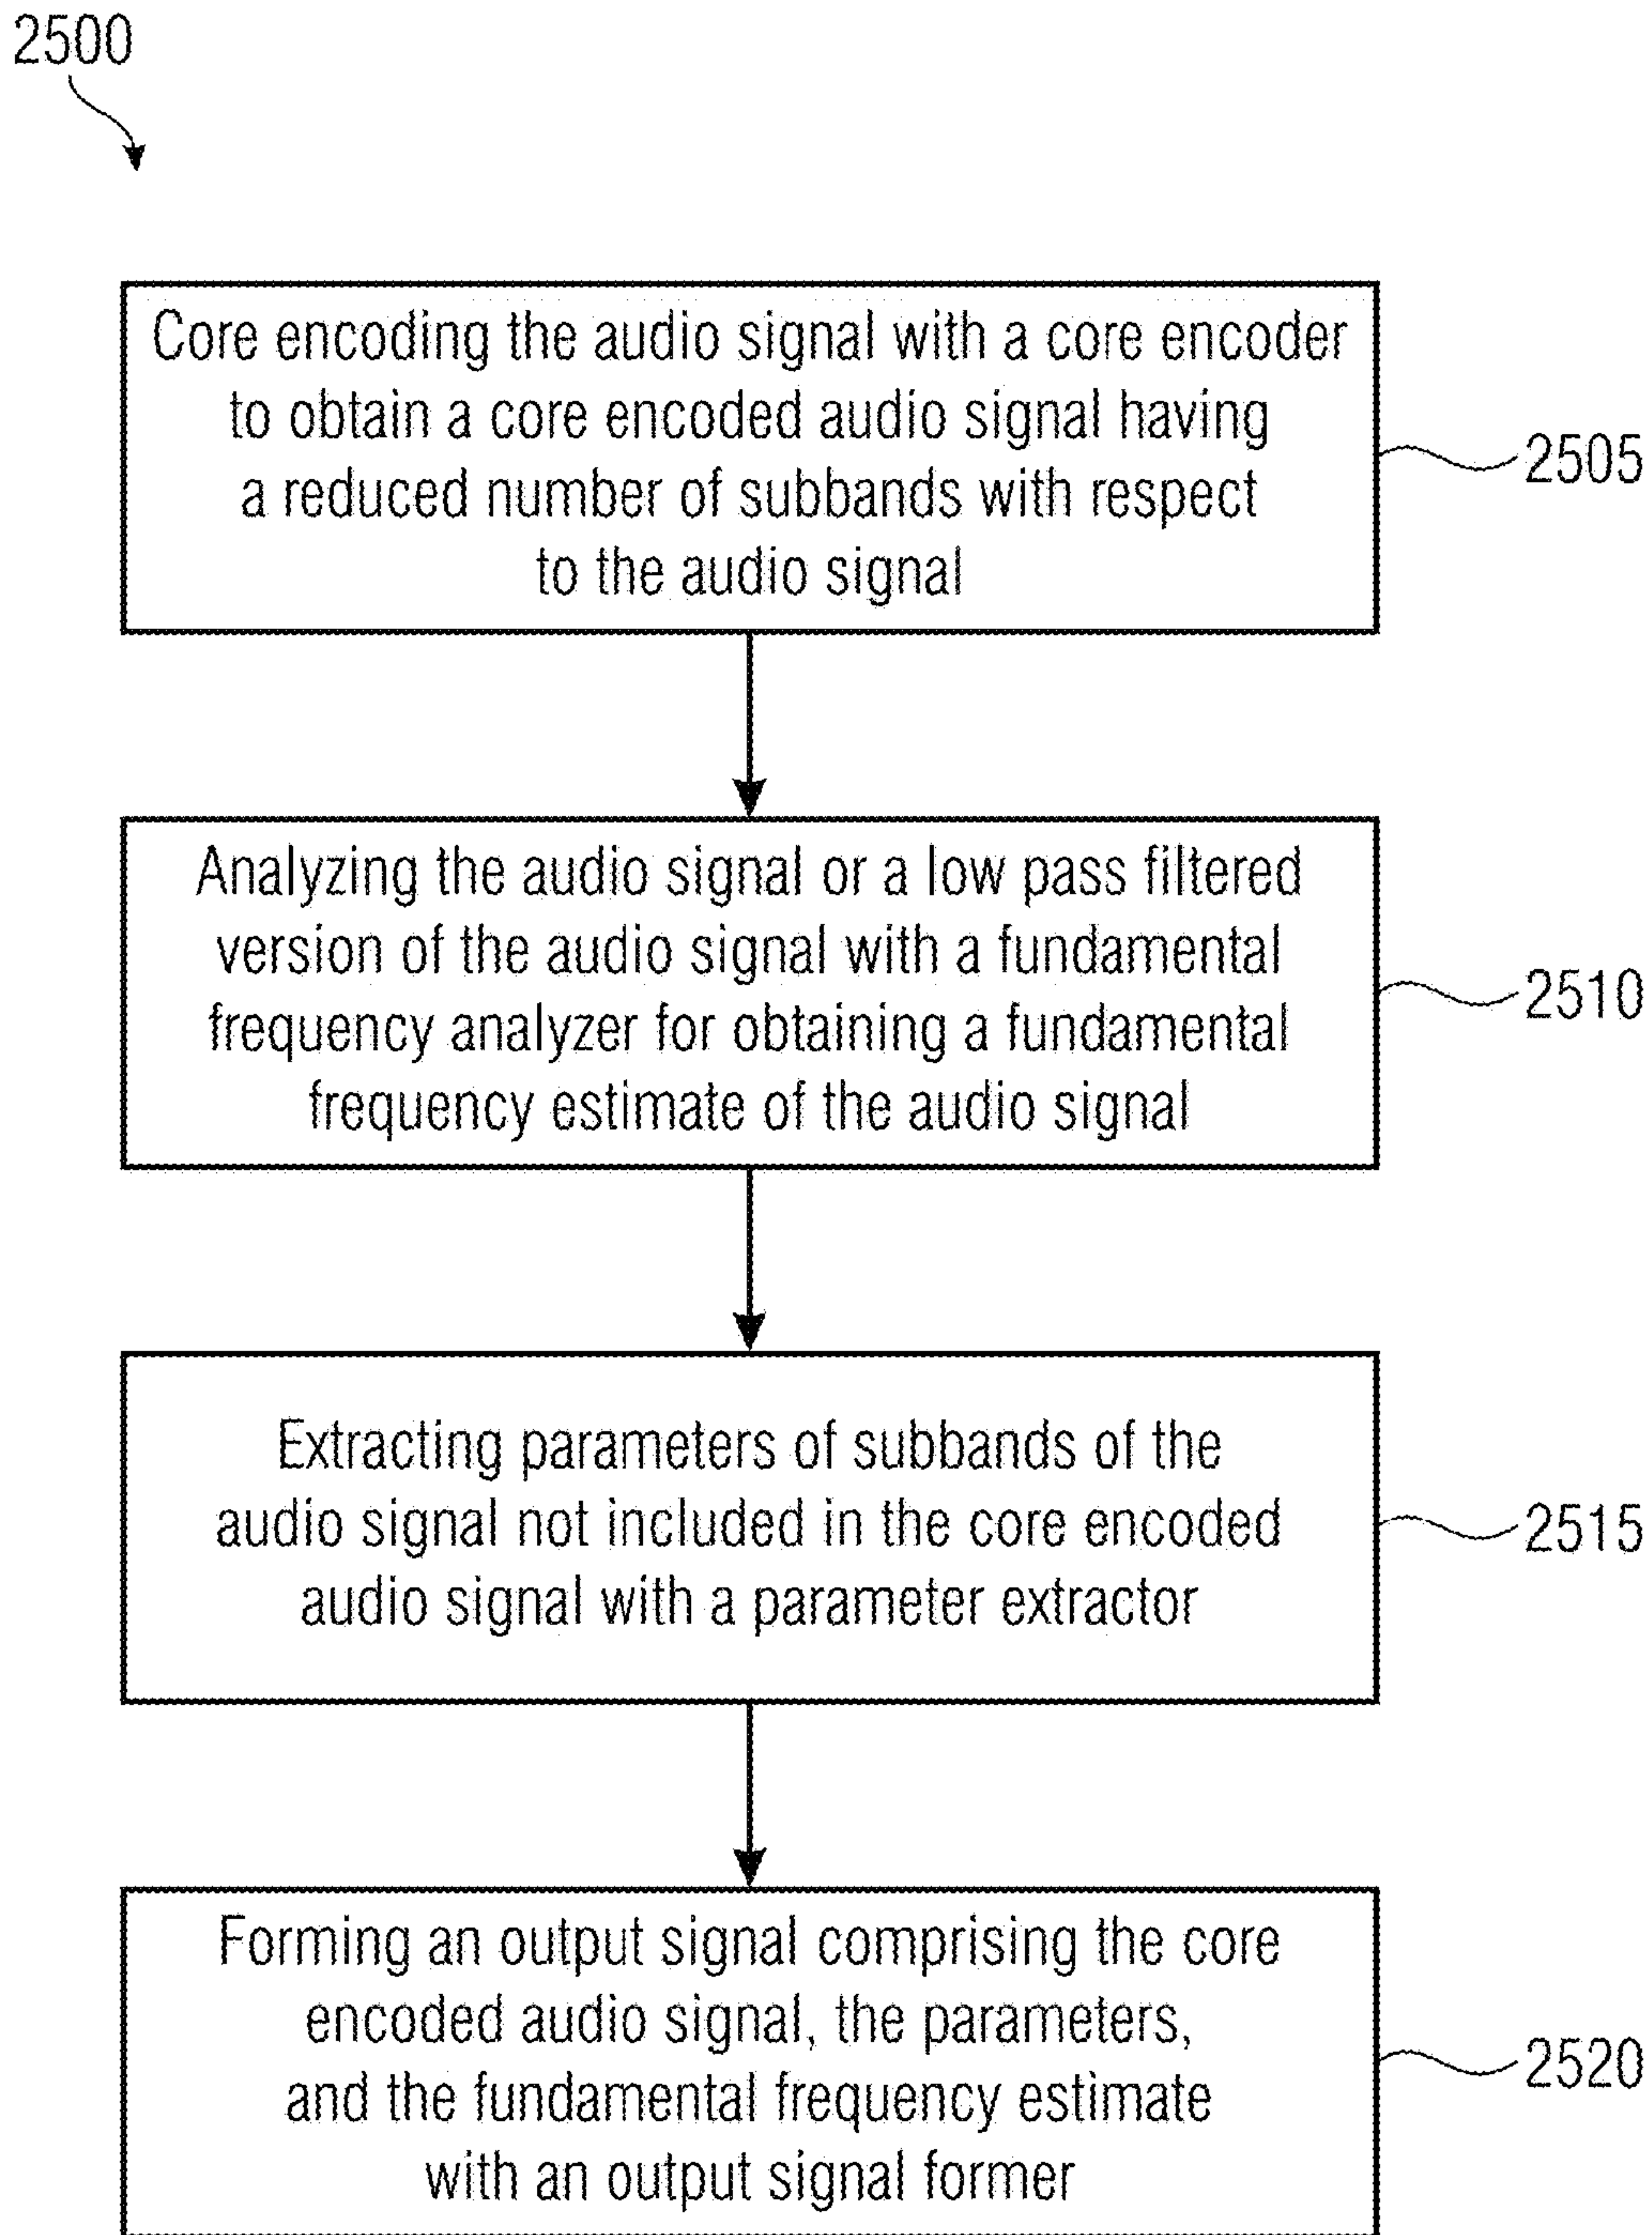 2500
Core encoding the audio signal with a core encoder
to obtain a core encoded audio signal having
a reduced number of subbands with respect
to the audio signal
2505
Analyzing the audio signal or a low pass filtered
version of the audio signal with a fundamental
frequency analyzer for obtaining a fundamental
frequency estimate of the audio signal
2510
Extracting parameters of subbands of the
audio signal not included in the core encoded
audio signal with a parameter extractor
2515
Forming an output signal comprising the core
encoded audio signal, the parameters,
and the fundamental frequency estimate
with an output signal former
2520